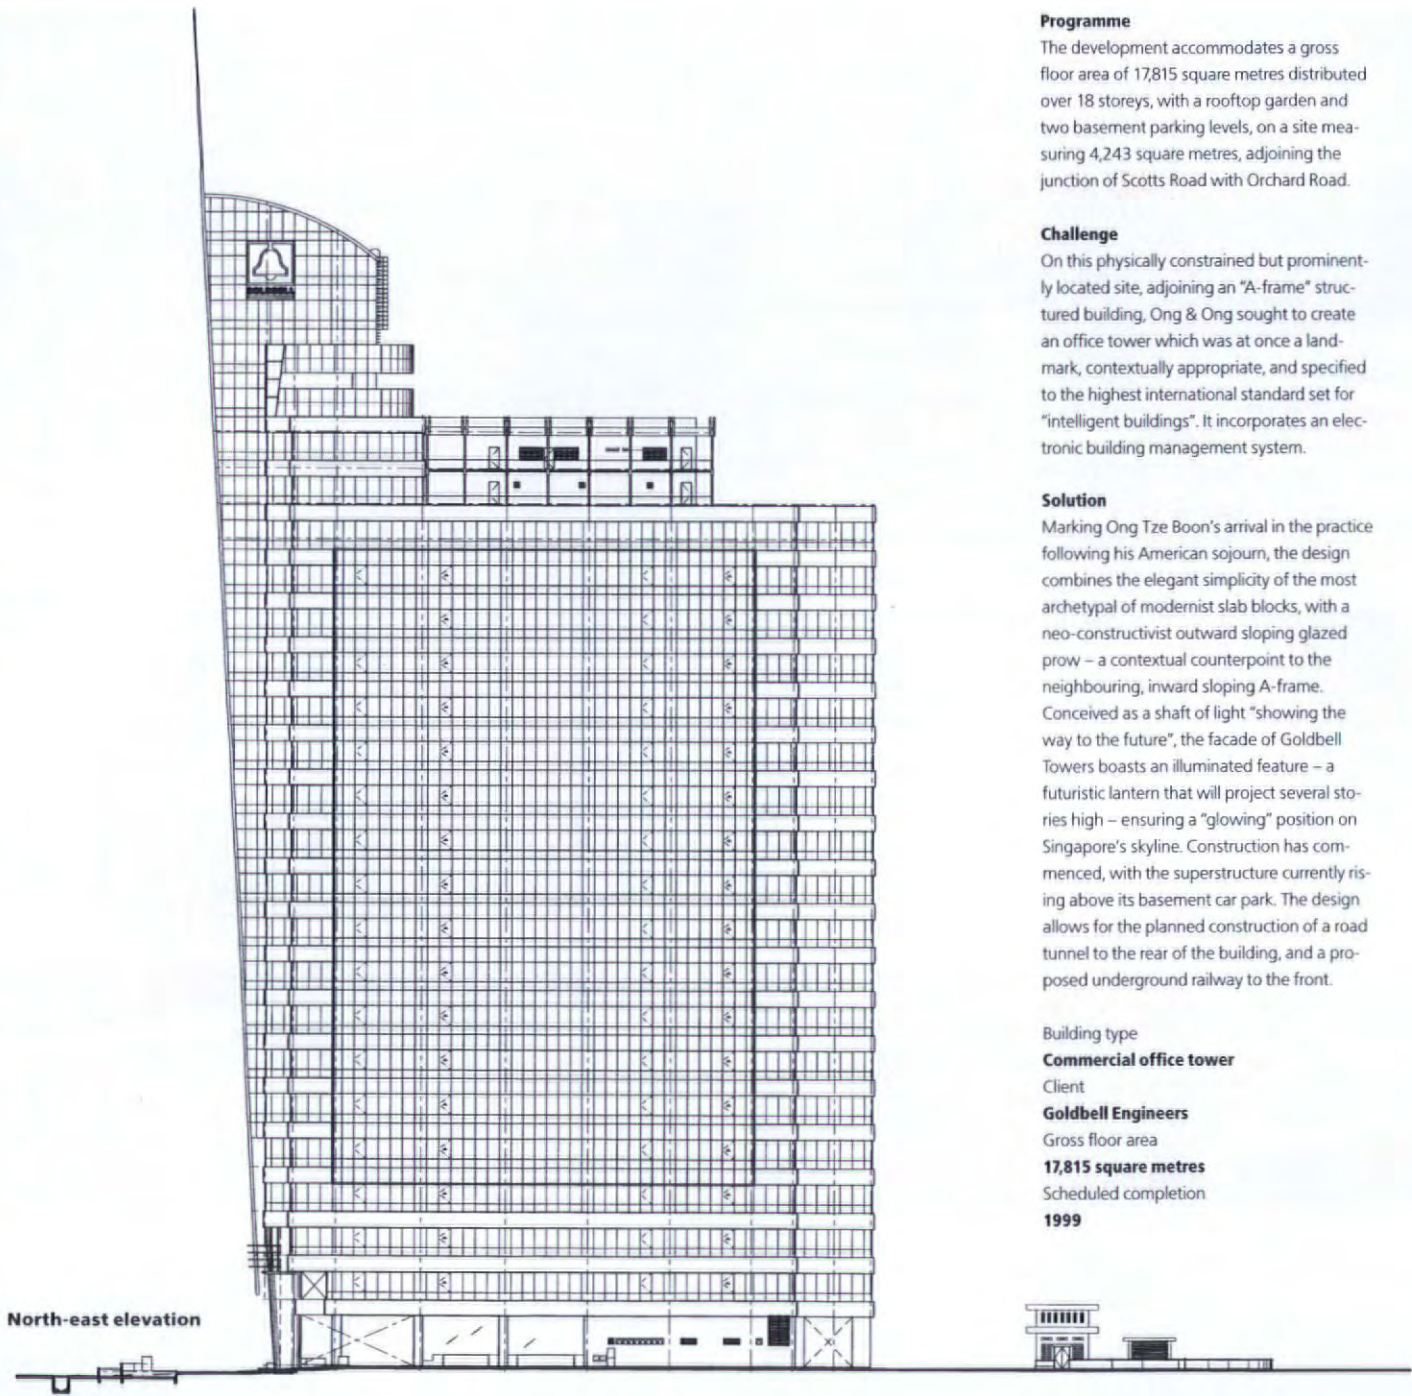 Programme
The development accommodates a gross
floor area of 17,815 square metres distributed
over 18 storeys, with a rooftop garden and
two basement parking levels, on a site mea-
suring 4,243 square metres, adjoining the
junction of Scotts Road with Orchard Road.
Challenge
On this physically constrained but prominent-
ly located site, adjoining an "A-frame" struc-
tured building, Ong & Ong sought to create
an office tower which was at once a land-
mark, contextually appropriate, and specified
to the highest international standard set for
"intelligent buildings". It incorporates an elec-
tronic building management system.
Solution
Marking Ong Tze Boon's arrival in the practice
following his American sojourn, the design
combines the elegant simplicity of the most
archetypal of modernist slab blocks, with a
neo-constructivist outward sloping glazed
prow – a contextual counterpoint to the
neighbouring, inward sloping A-frame.
Conceived as a shaft of light "showing the
way to the future", the facade of Goldbell
Towers boasts an illuminated feature – a
futuristic lantern that will project several sto-
ries high – ensuring a "glowing" position on
Singapore's skyline. Construction has com-
menced, with the superstructure currently ris-
ing above its basement car park. The design
allows for the planned construction of a road
tunnel to the rear of the building, and a pro-
posed underground railway to the front.
Building type
Commercial office tower
Client
Goldbell Engineers
Gross floor area
17,815 square metres
Scheduled completion
1999
GOLDBELL
North-east elevation